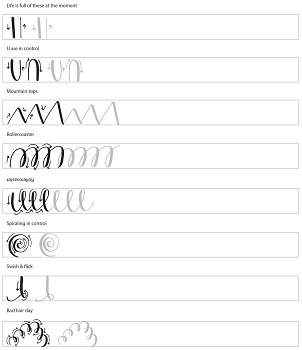 Life is full of these at the moment
U are in control
Mountain tops
Rollercoaster
Rollercoaster
Spiraling in control
Swish & flick
Bad hair day